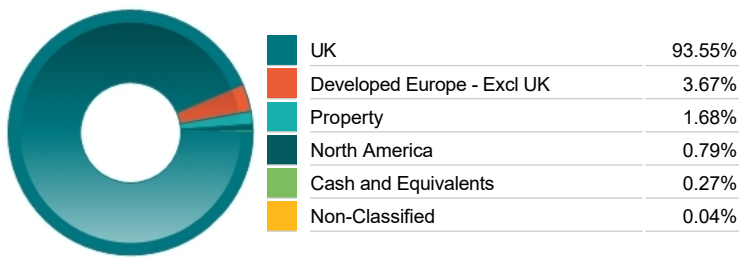 UK 93.55%
Developed Europe - Excl UK 3.67%
Property 1.68%
North America 0.79%
Cash and Equivalents 0.27%
Non-Classified 0.04%